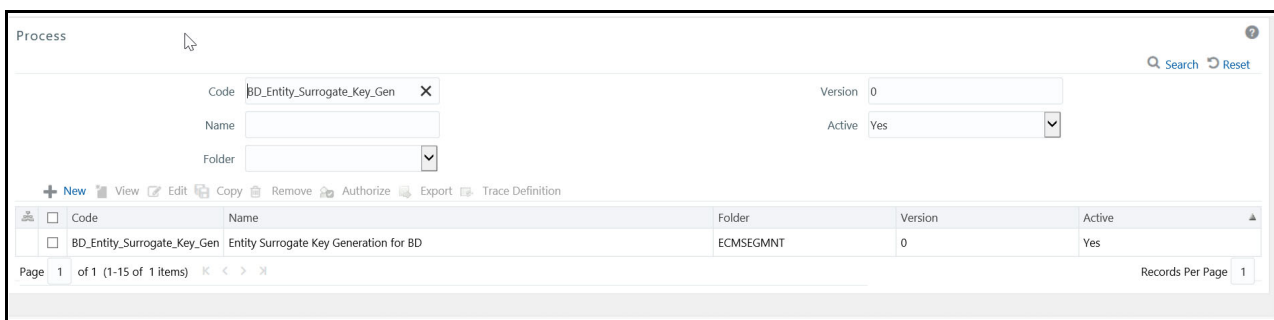 Process
?
Search Reset
Code BD_Entity_Surrogate_Key_Gen Version 0
Name Active Yes
Folder
New View Edit Copy Remove Authorize Export Trace Definition
Code Name Folder Version Active
BD_Entity_Surrogate_Key_Gen Entity Surrogate Key Generation for BD ECMSEGMNT 0 Yes
Page 1 of 1 (1-15 of 1 items) Records Per Page 1